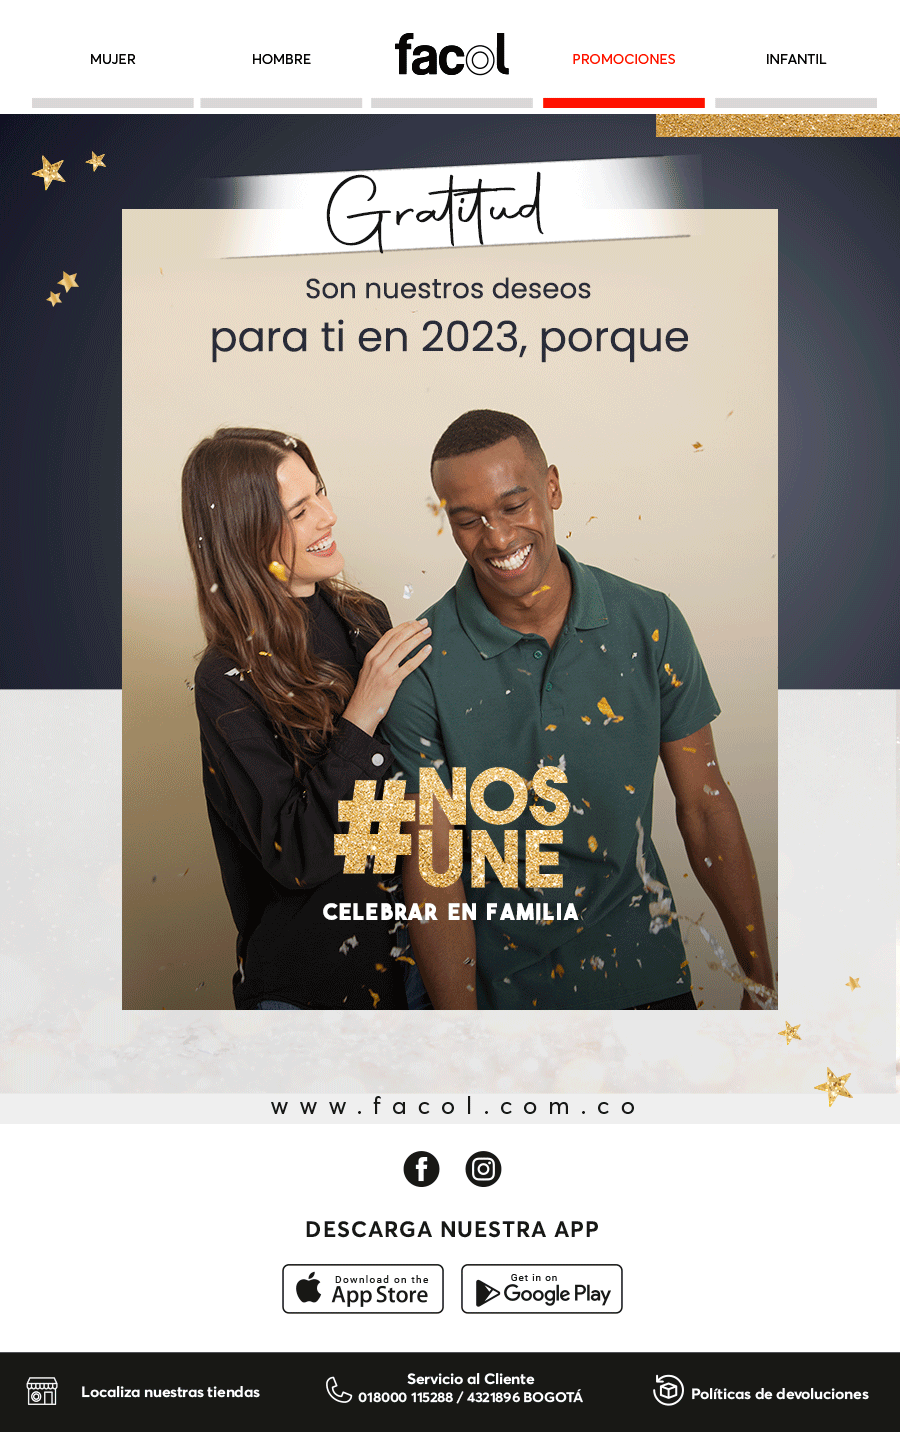 MUJER
HOMBRE
facol
PROMOCIONES
INFANTIL
Gratitud
Son nuestros deseos
para ti en 2023, porque
#NOS
UNE
CELEBRAR EN FAMILIA
www.facol.com.co
DESCARGA NUESTRA APP
Download on the
App Store
Get in on
Google Play
Localiza nuestras tiendas
Servicio al Cliente
018000 115288 / 4321896 BOGOTÁ
Políticas de devoluciones